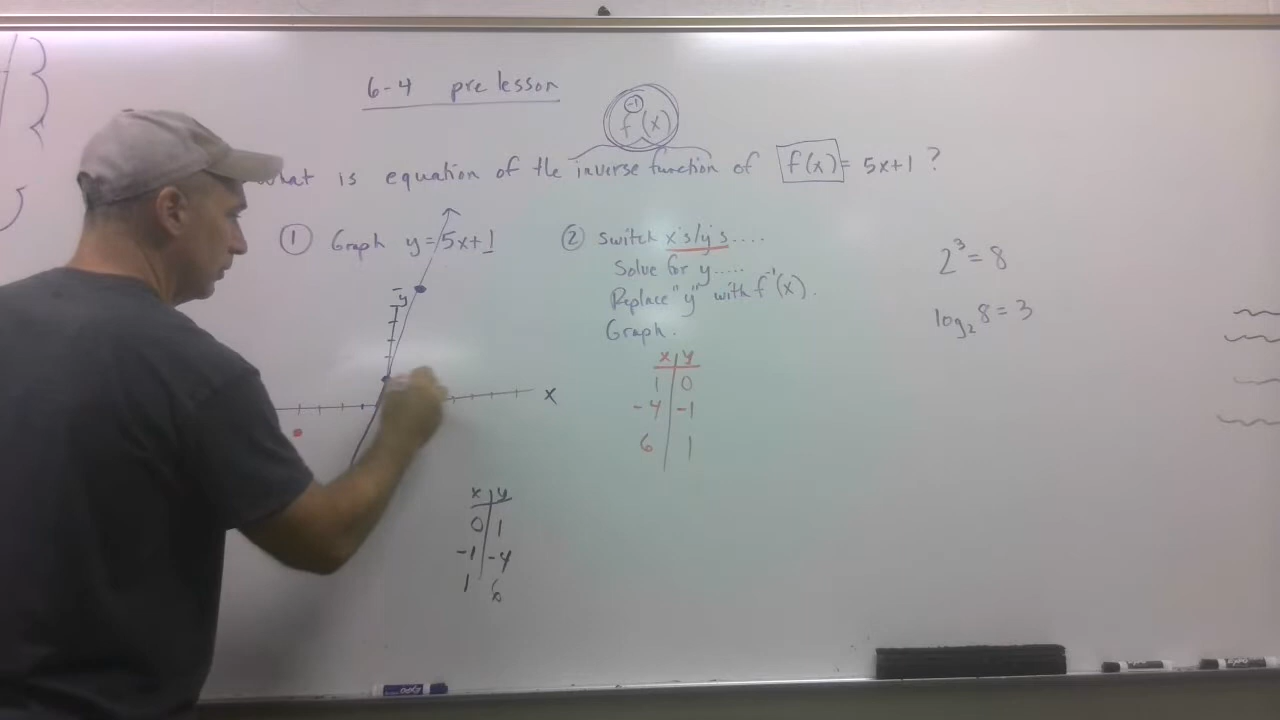 6-4 pre lesson
f⁻¹(x)
What is equation of the inverse function of f(x) = 5x+1 ?
① Graph y = 5x+1
② Switch x's/y's....
Solve for y.....
Replace "y" with f⁻¹(x).
Graph.
2³ = 8
log₂ 8 = 3
y
x
x | y
1 | 0
-4 | -1
6 | 1
x | y
0 | 1
-1 | -4
1 | 6
EXPO